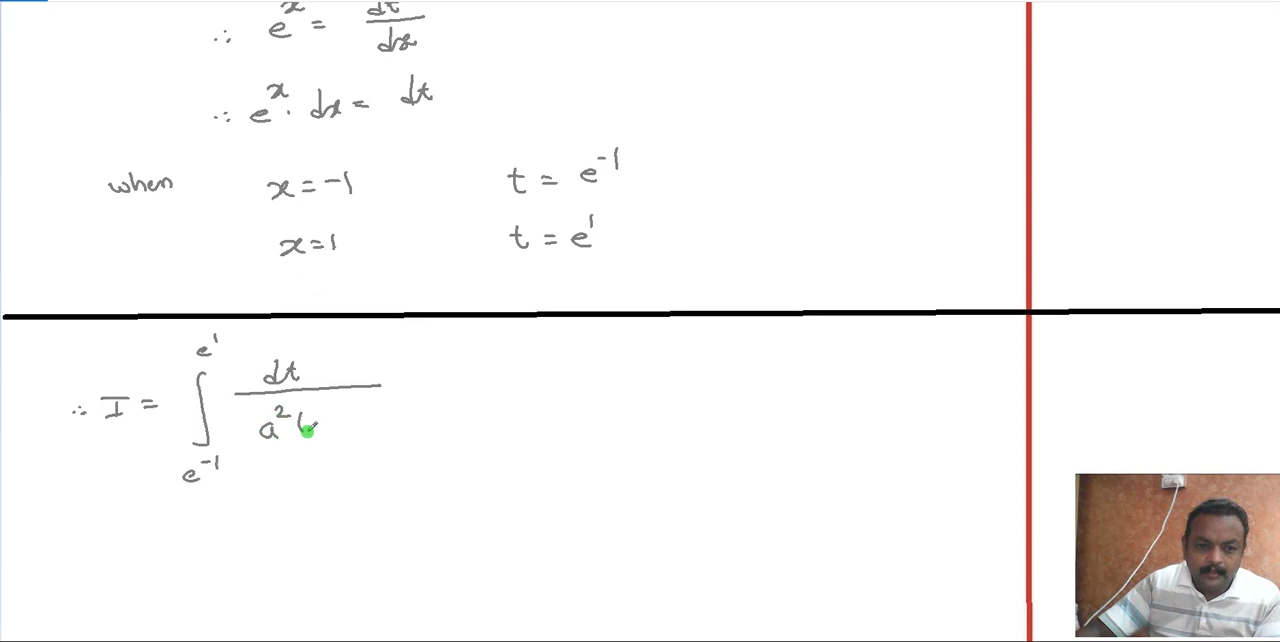 ∴ e^x = dt/dx
∴ e^x · dx = dt
when x = -1 t = e^-1
x = 1 t = e^1
∴ I = ∫_{e^-1}^{e^1} dt / a^2